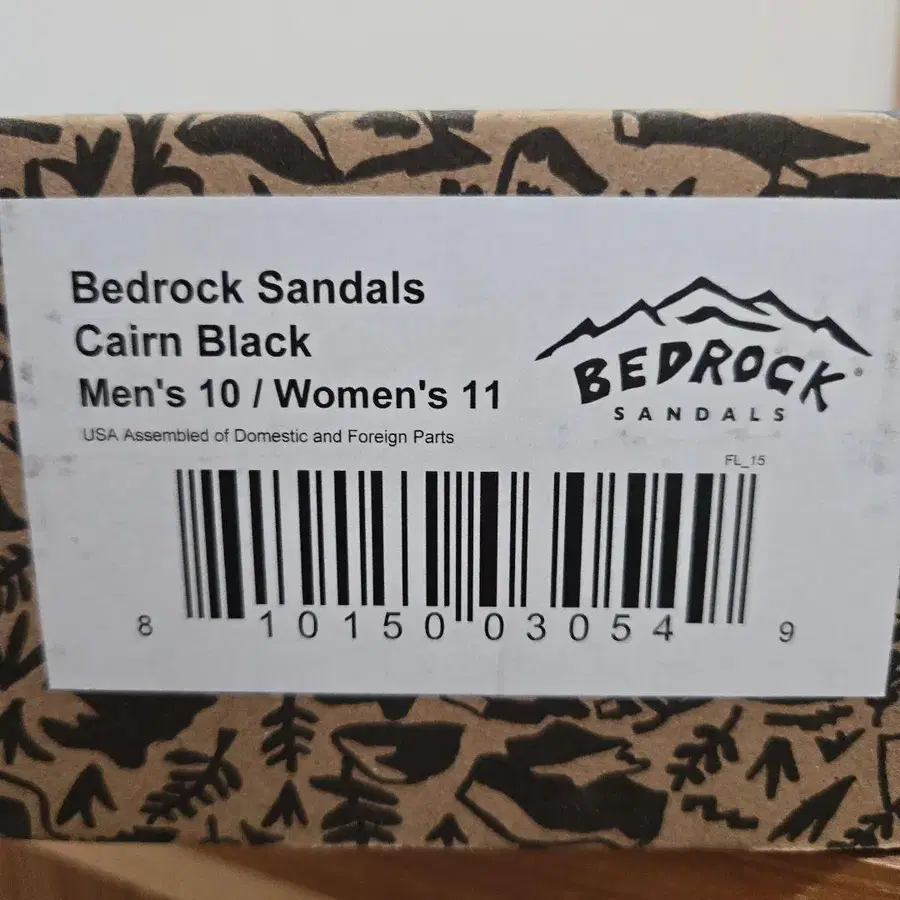 Bedrock Sandals
Cairn Black
Men's 10 / Women's 11
USA Assembled of Domestic and Foreign Parts
BEDROCK®
SANDALS
FL_15
8 10150 03054 9